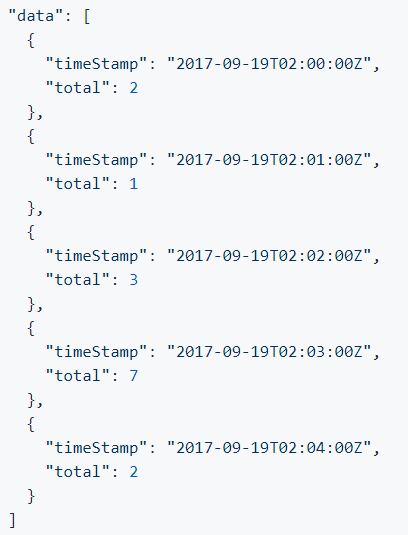 "data": [
  {
    "timeStamp": "2017-09-19T02:00:00Z",
    "total": 2
  },
  {
    "timeStamp": "2017-09-19T02:01:00Z",
    "total": 1
  },
  {
    "timeStamp": "2017-09-19T02:02:00Z",
    "total": 3
  },
  {
    "timeStamp": "2017-09-19T02:03:00Z",
    "total": 7
  },
  {
    "timeStamp": "2017-09-19T02:04:00Z",
    "total": 2
  }
]